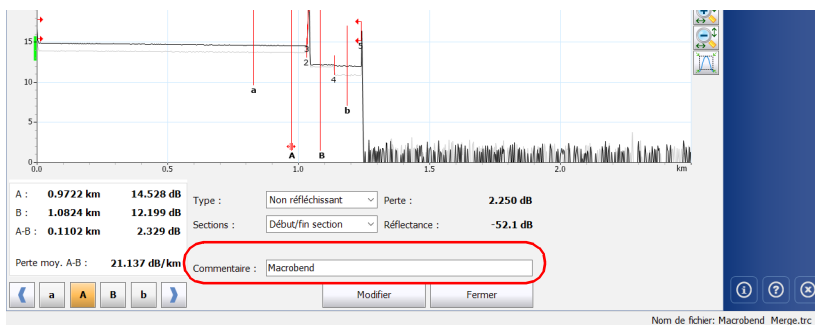 15
10
5
0
0.0 0.5 1.0 1.5 2.0 km
a
A
B
b
2
3
4
5
A : 0.9722 km 14.528 dB
B : 1.0824 km 12.199 dB
A-B : 0.1102 km 2.329 dB
Perte moy. A-B : 21.137 dB/km
Type : Non réfléchissant Perte : 2.250 dB
Sections : Début/fin section Réflectance : -52.1 dB
Commentaire : Macrobend
a A B b
Modifier Fermer
Nom de fichier: Macrobend_Merge.trc